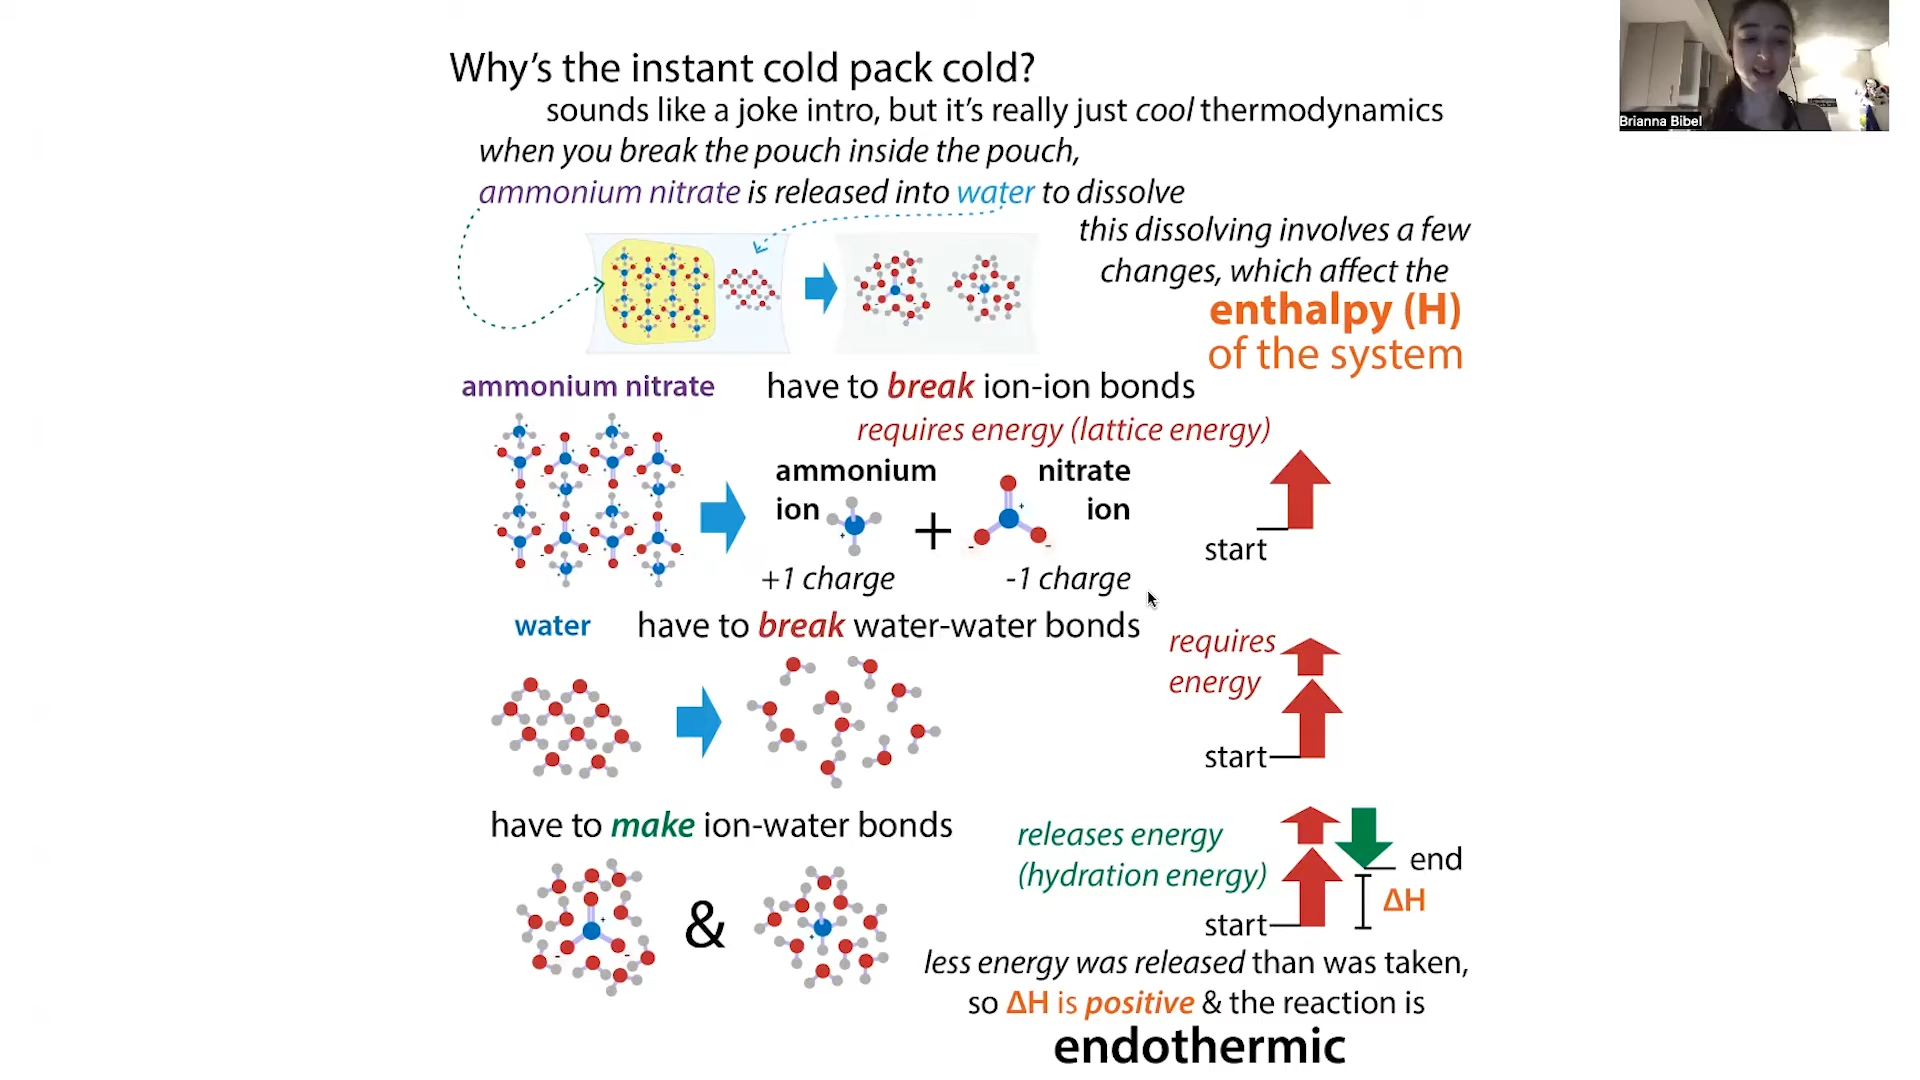 Why's the instant cold pack cold?
sounds like a joke intro, but it's really just cool thermodynamics
when you break the pouch inside the pouch,
ammonium nitrate is released into water to dissolve
this dissolving involves a few
changes, which affect the
enthalpy (H)
of the system
ammonium nitrate
have to break ion-ion bonds
requires energy (lattice energy)
ammonium
ion
+
nitrate
ion
+1 charge
-1 charge
start
water
have to break water-water bonds
requires
energy
start
have to make ion-water bonds
&
releases energy
(hydration energy)
end
ΔH
start
less energy was released than was taken,
so ΔH is positive & the reaction is
endothermic
Brianna Bibel